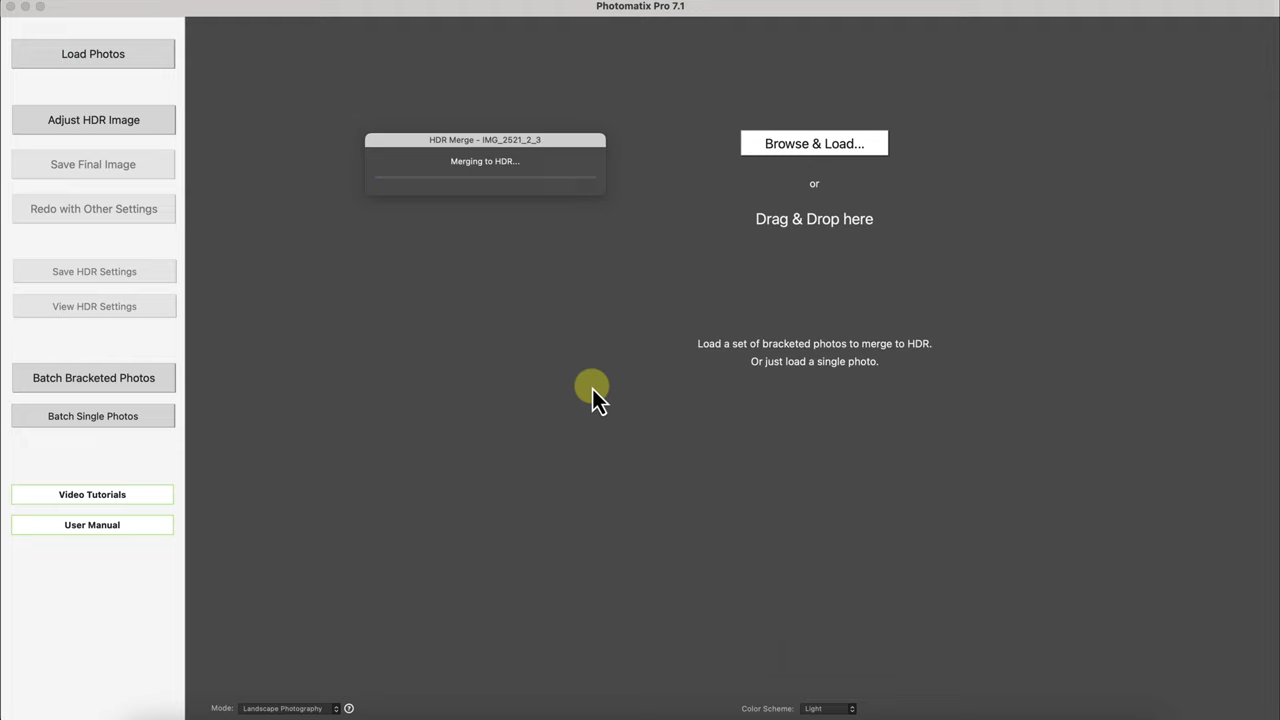 Photomatix Pro 7.1
Load Photos
Adjust HDR Image
Save Final Image
Redo with Other Settings
Save HDR Settings
View HDR Settings
Batch Bracketed Photos
Batch Single Photos
Video Tutorials
User Manual
HDR Merge - IMG_2521_2_3
Merging to HDR...
Browse & Load...
or
Drag & Drop here
Load a set of bracketed photos to merge to HDR.
Or just load a single photo.
Mode: Landscape Photography ?
Color Scheme: Light